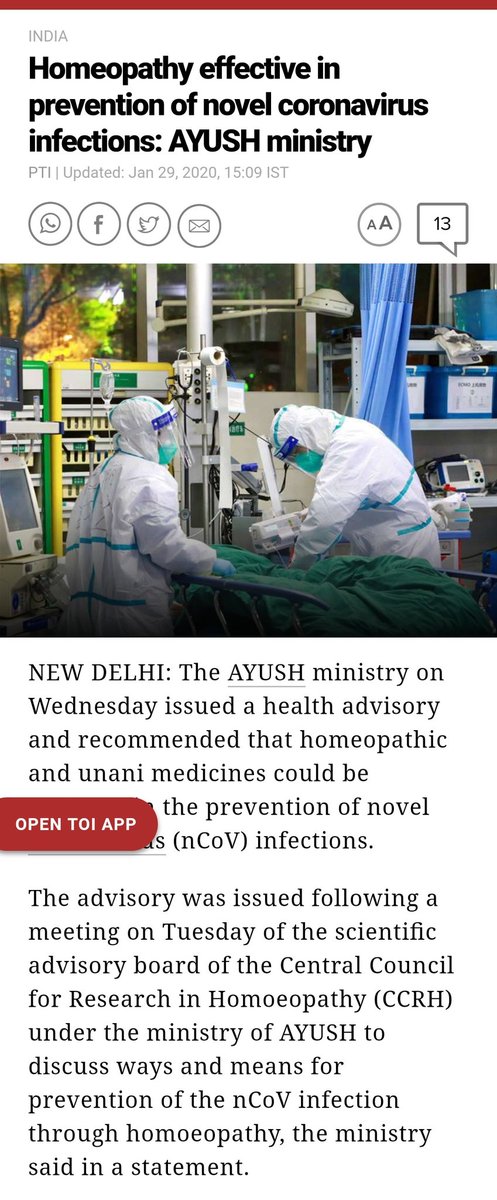 INDIA
Homeopathy effective in
prevention of novel coronavirus
infections: AYUSH ministry
PTI | Updated: Jan 29, 2020, 15:09 IST
AA
13
NEW DELHI: The AYUSH ministry on
Wednesday issued a health advisory
and recommended that homeopathic
and unani medicines could be
the prevention of novel
OPEN TOI APP
(nCoV) infections.
The advisory was issued following a
meeting on Tuesday of the scientific
advisory board of the Central Council
for Research in Homoeopathy (CCRH)
under the ministry of AYUSH to
discuss ways and means for
prevention of the nCoV infection
through homoeopathy, the ministry
said in a statement.